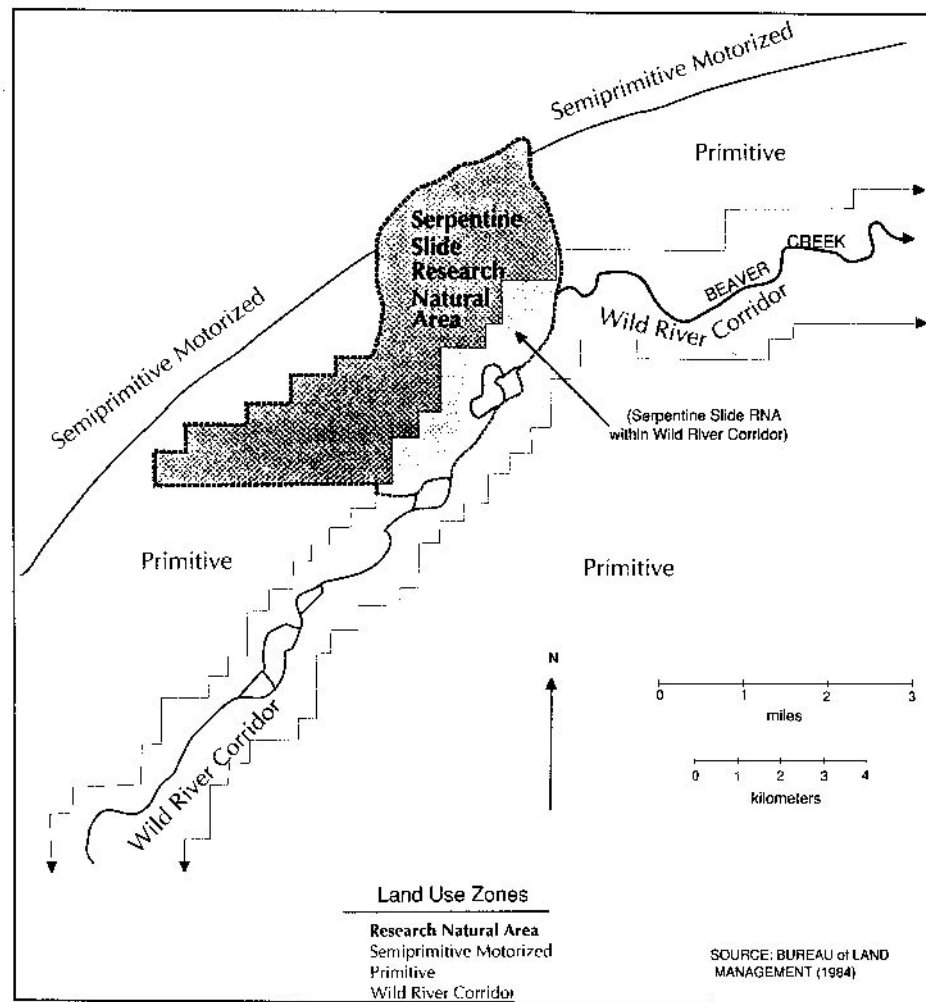 Semiprimitive Motorized
Primitive
Serpentine
Slide
Research
Natural
Area
BEAVER CREEK
Wild River Corridor
Semiprimitive Motorized
(Serpentine Slide RNA
within Wild River Corridor)
Primitive
Primitive
N
0 1 2 3
miles
0 1 2 3 4
kilometers
Wild River Corridor
Land Use Zones
Research Natural Area
Semiprimitive Motorized
Primitive
Wild River Corridor
SOURCE: BUREAU of LAND
MANAGEMENT (1984)